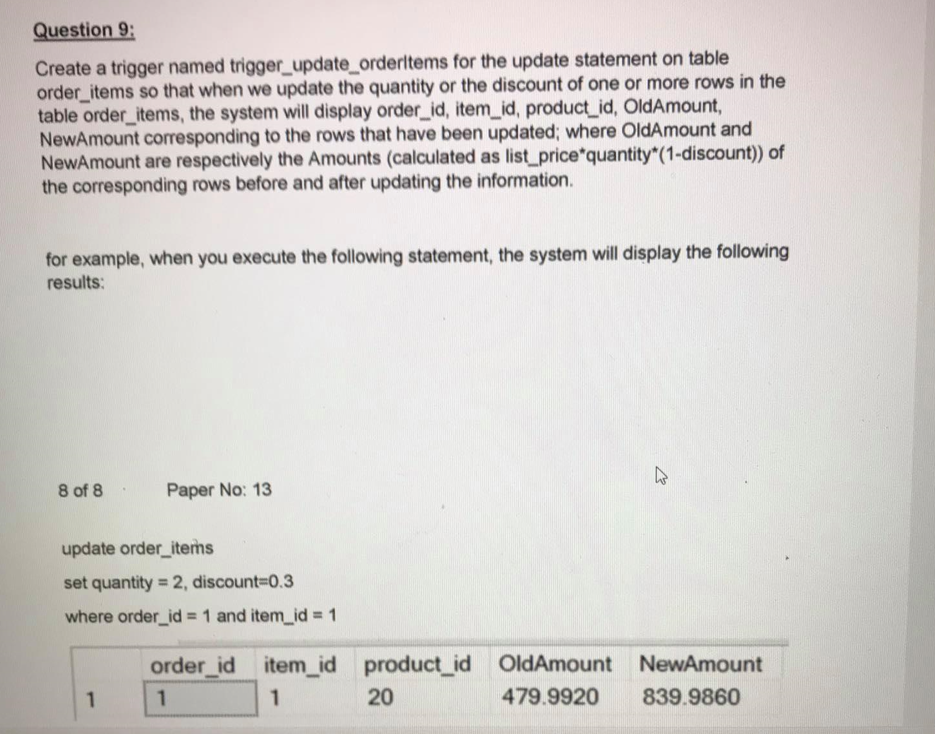 Question 9:
Create a trigger named trigger_update_orderItems for the update statement on table
order_items so that when we update the quantity or the discount of one or more rows in the
table order_items, the system will display order_id, item_id, product_id, OldAmount,
NewAmount corresponding to the rows that have been updated; where OldAmount and
NewAmount are respectively the Amounts (calculated as list_price*quantity*(1-discount)) of
the corresponding rows before and after updating the information.
for example, when you execute the following statement, the system will display the following
results:
8 of 8 Paper No: 13
update order_items
set quantity = 2, discount=0.3
where order_id = 1 and item_id = 1
order_id item_id product_id OldAmount NewAmount
1 1 1 20 479.9920 839.9860